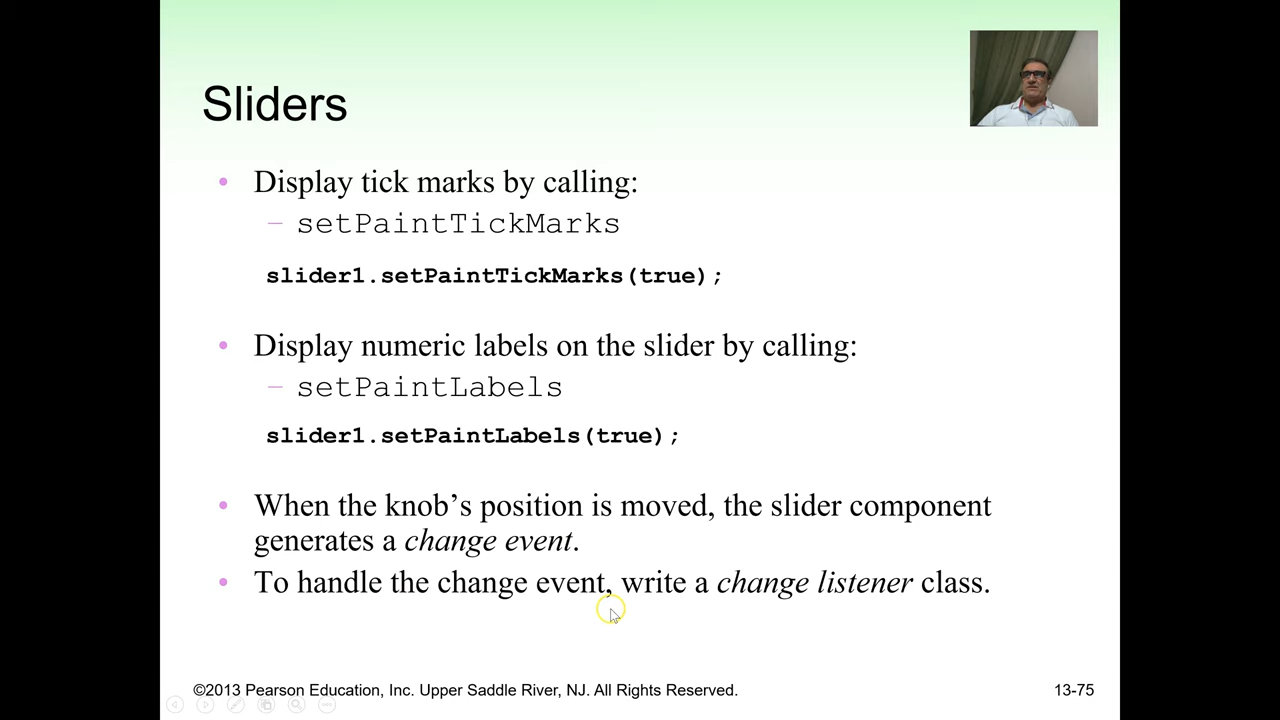 Sliders
• Display tick marks by calling:
– setPaintTickMarks
slider1.setPaintTickMarks(true);
• Display numeric labels on the slider by calling:
– setPaintLabels
slider1.setPaintLabels(true);
• When the knob’s position is moved, the slider component
generates a change event.
• To handle the change event, write a change listener class.
©2013 Pearson Education, Inc. Upper Saddle River, NJ. All Rights Reserved.
13-75